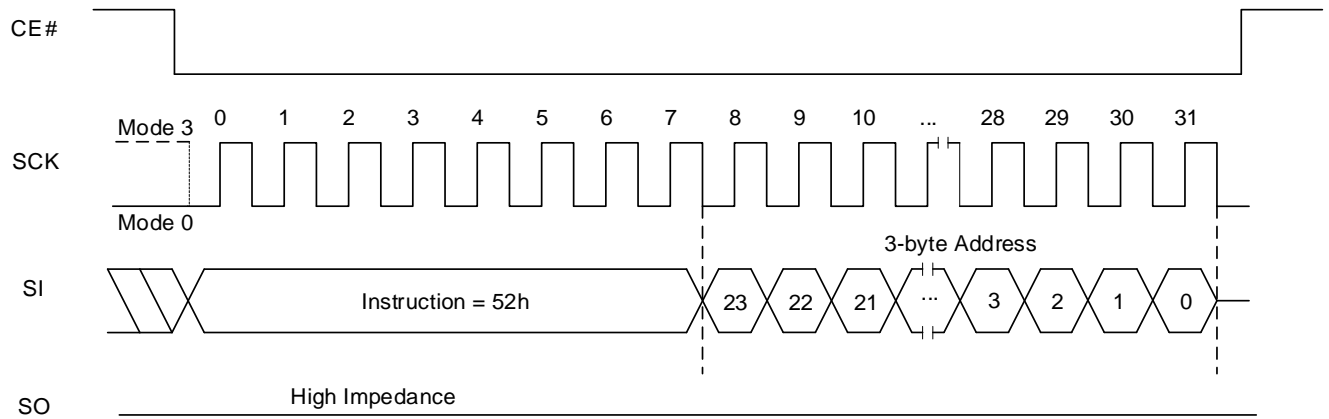 CE#
0 1 2 3 4 5 6 7 8 9 10 ... 28 29 30 31
Mode 3
SCK
Mode 0
3-byte Address
SI
Instruction = 52h 23 22 21 ... 3 2 1 0
High Impedance
SO